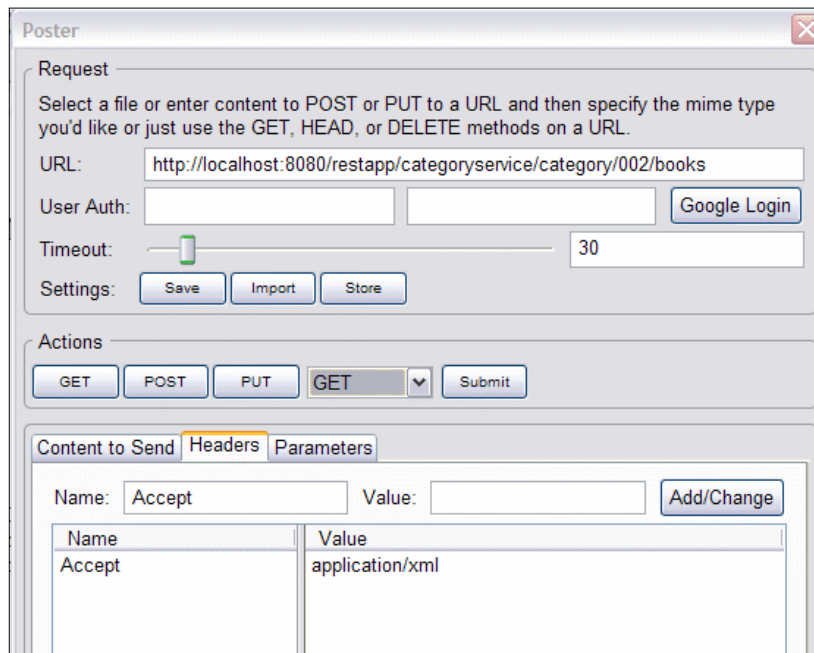 Poster
Request
Select a file or enter content to POST or PUT to a URL and then specify the mime type
you'd like or just use the GET, HEAD, or DELETE methods on a URL.
URL: http://localhost:8080/restapp/categoryservice/category/002/books
User Auth: Google Login
Timeout: 30
Settings: Save Import Store
Actions
GET POST PUT GET Submit
Content to Send Headers Parameters
Name: Accept Value: Add/Change
Name Value
Accept application/xml